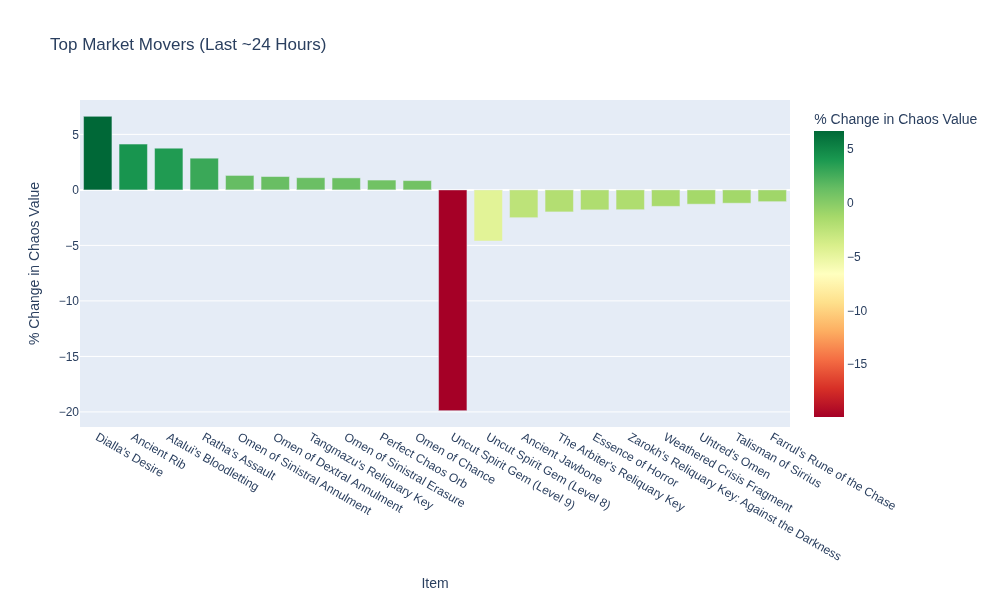 Top Market Movers (Last ~24 Hours)
% Change in Chaos Value
5
0
−5
−10
−15
−20
% Change in Chaos Value
5
0
−5
−10
−15
Dialla's Desire
Ancient Rib
Atalui's Bloodletting
Ratha's Assault
Omen of Sinistral Annulment
Omen of Dextral Annulment
Tangmazu's Reliquary Key
Omen of Sinistral Erasure
Perfect Chaos Orb
Omen of Chance
Uncut Spirit Gem (Level 9)
Uncut Spirit Gem (Level 8)
Ancient Jawbone
The Arbiter's Reliquary Key
Essence of Horror
Zarokh's Reliquary Key: Against the Darkness
Weathered Crisis Fragment
Uhtred's Omen
Talisman of Sirrius
Farrul's Rune of the Chase
Item